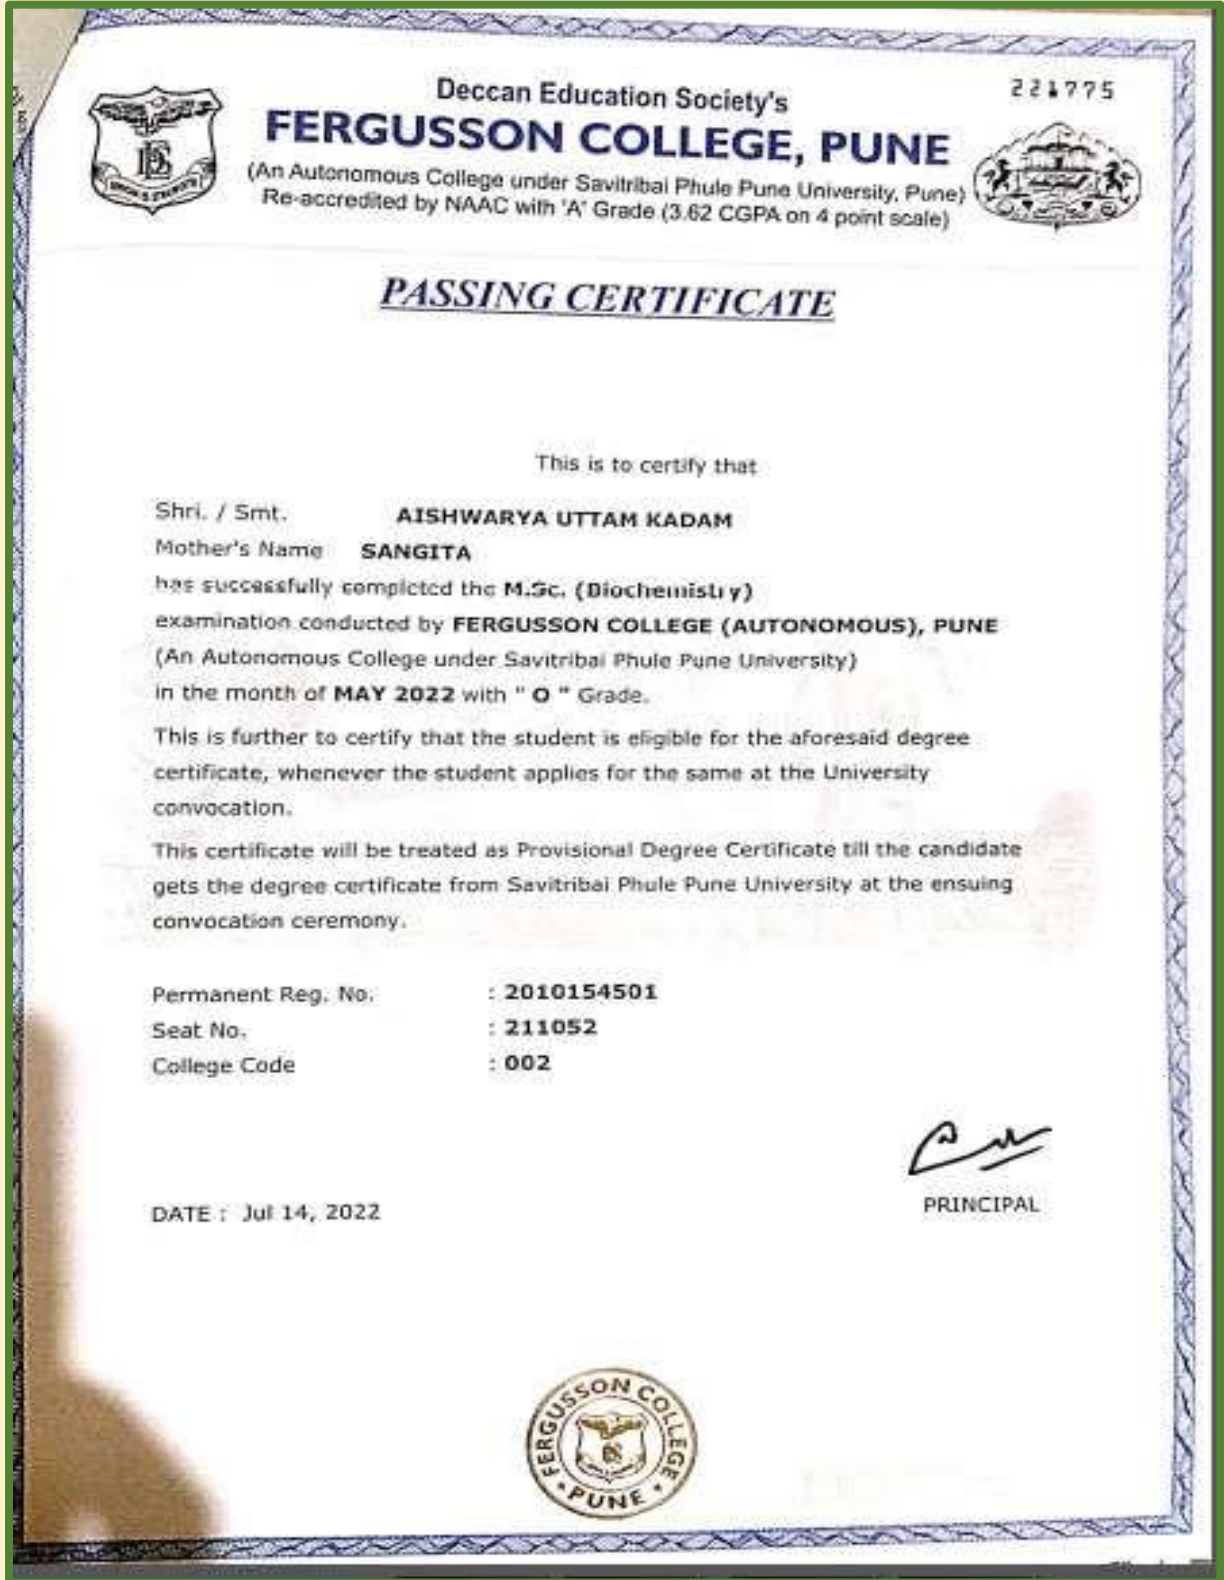 Deccan Education Society's
221775
FERGUSSON COLLEGE, PUNE
(An Autonomous College under Savitribai Phule Pune University, Pune)
Re-accredited by NAAC with 'A' Grade (3.62 CGPA on 4 point scale)
PASSING CERTIFICATE
This is to certify that
Shri. / Smt. AISHWARYA UTTAM KADAM
Mother's Name SANGITA
has successfully completed the M.Sc. (Biochemistry)
examination conducted by FERGUSSON COLLEGE (AUTONOMOUS), PUNE
(An Autonomous College under Savitribai Phule Pune University)
in the month of MAY 2022 with " O " Grade.
This is further to certify that the student is eligible for the aforesaid degree
certificate, whenever the student applies for the same at the University
convocation.
This certificate will be treated as Provisional Degree Certificate till the candidate
gets the degree certificate from Savitribai Phule Pune University at the ensuing
convocation ceremony.
Permanent Reg. No. : 2010154501
Seat No. : 211052
College Code : 002
PRINCIPAL
DATE : Jul 14, 2022
FERGUSSON COLLEGE
PUNE